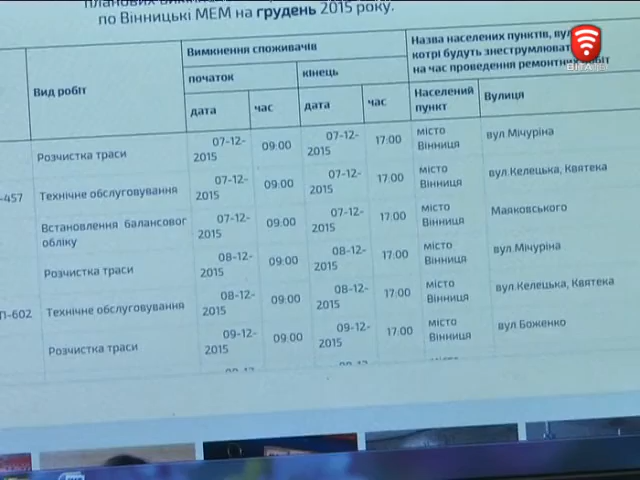 по Вінницькі МЕМ на грудень 2015 року.
Вид робіт
Вимкнення споживачів
Назва населених пунктів,
котрі будуть знеструмлюват
на час проведення ремонтних
початок
кінець
дата
час
дата
час
Населений
пункт
Вулиця
Розчистка траси
07-12-
2015
09:00
07-12-
2015
17:00
місто
Вінниця
вул.Мічуріна
-457
Технічне обслуговування
07-12-
2015
09:00
07-12-
2015
17:00
місто
Вінниця
вул.Келецька, Квятека
Встановлення балансовог
обліку
07-12-
2015
09:00
07-12-
2015
17:00
місто
Вінниця
Маяковського
Розчистка траси
08-12-
2015
09:00
08-12-
2015
17:00
місто
Вінниця
вул.Мічуріна
П-602
Технічне обслуговування
08-12-
2015
09:00
08-12-
2015
17:00
місто
Вінниця
вул.Келецька, Квятека
Розчистка траси
09-12-
2015
09:00
09-12-
2015
17:00
місто
Вінниця
вул.Боженко